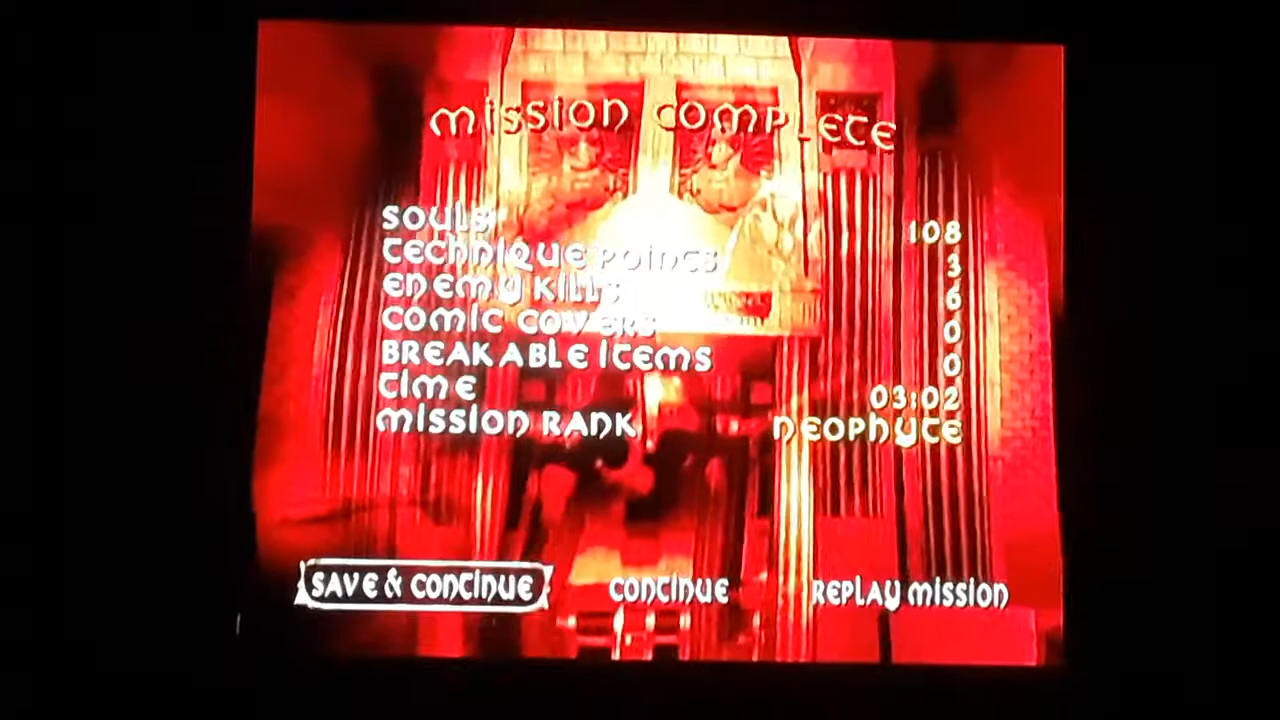 MISSION COMPLETE
SOULS 108
TECHNIQUE POINTS 3
ENEMY KILLS 6
COMIC COVERS 0
BREAKABLE ITEMS 0
TIME 03:02
MISSION RANK NEOPHYTE
SAVE & CONTINUE CONTINUE REPLAY MISSION